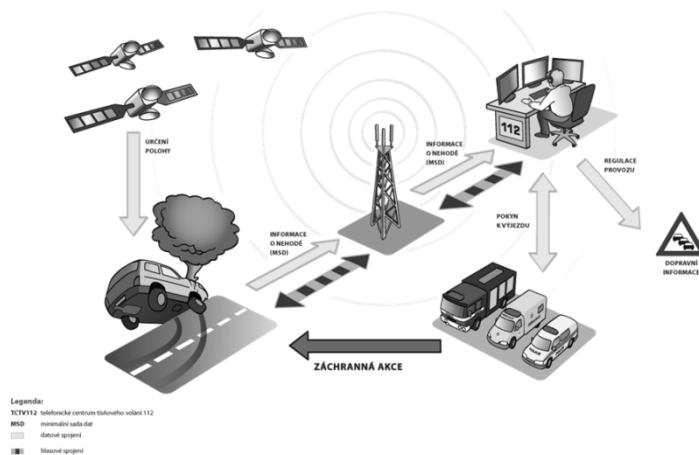 URČENÍ
POLOHY
INFORMACE
O NEHODĚ
(MSD)
112
REGULACE
PROVOZU
INFORMACE
O NEHODĚ
(MSD)
POKYN
K VÝJEZDU
DOPRAVNÍ
INFORMACE
ZÁCHRANNÁ AKCE
Legenda:
TCTV112 telefonické centrum tísňového volání 112
MSD minimální sada dat
datové spojení
hlasové spojení